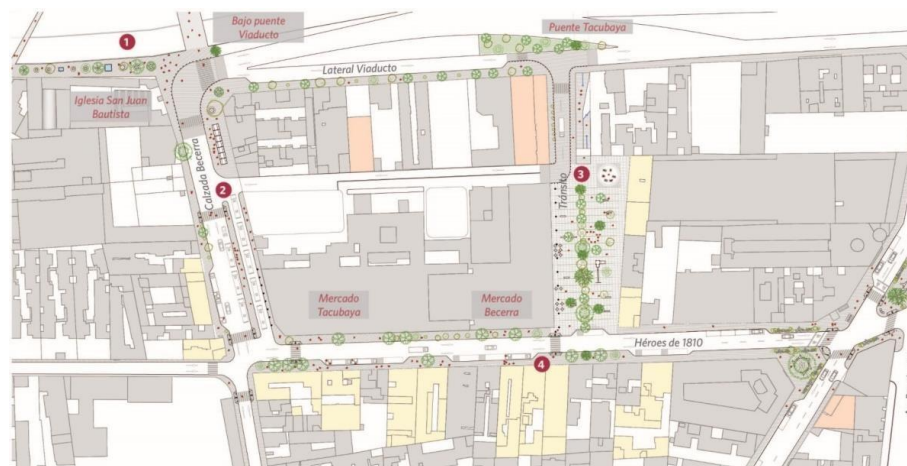 Bajo puente
Viaducto
Puente Tacubaya
1
Lateral Viaducto
Iglesia San Juan
Bautista
Calzada Becerra
2
3
Tránsito
Mercado
Tacubaya
Mercado
Becerra
Héroes de 1810
4